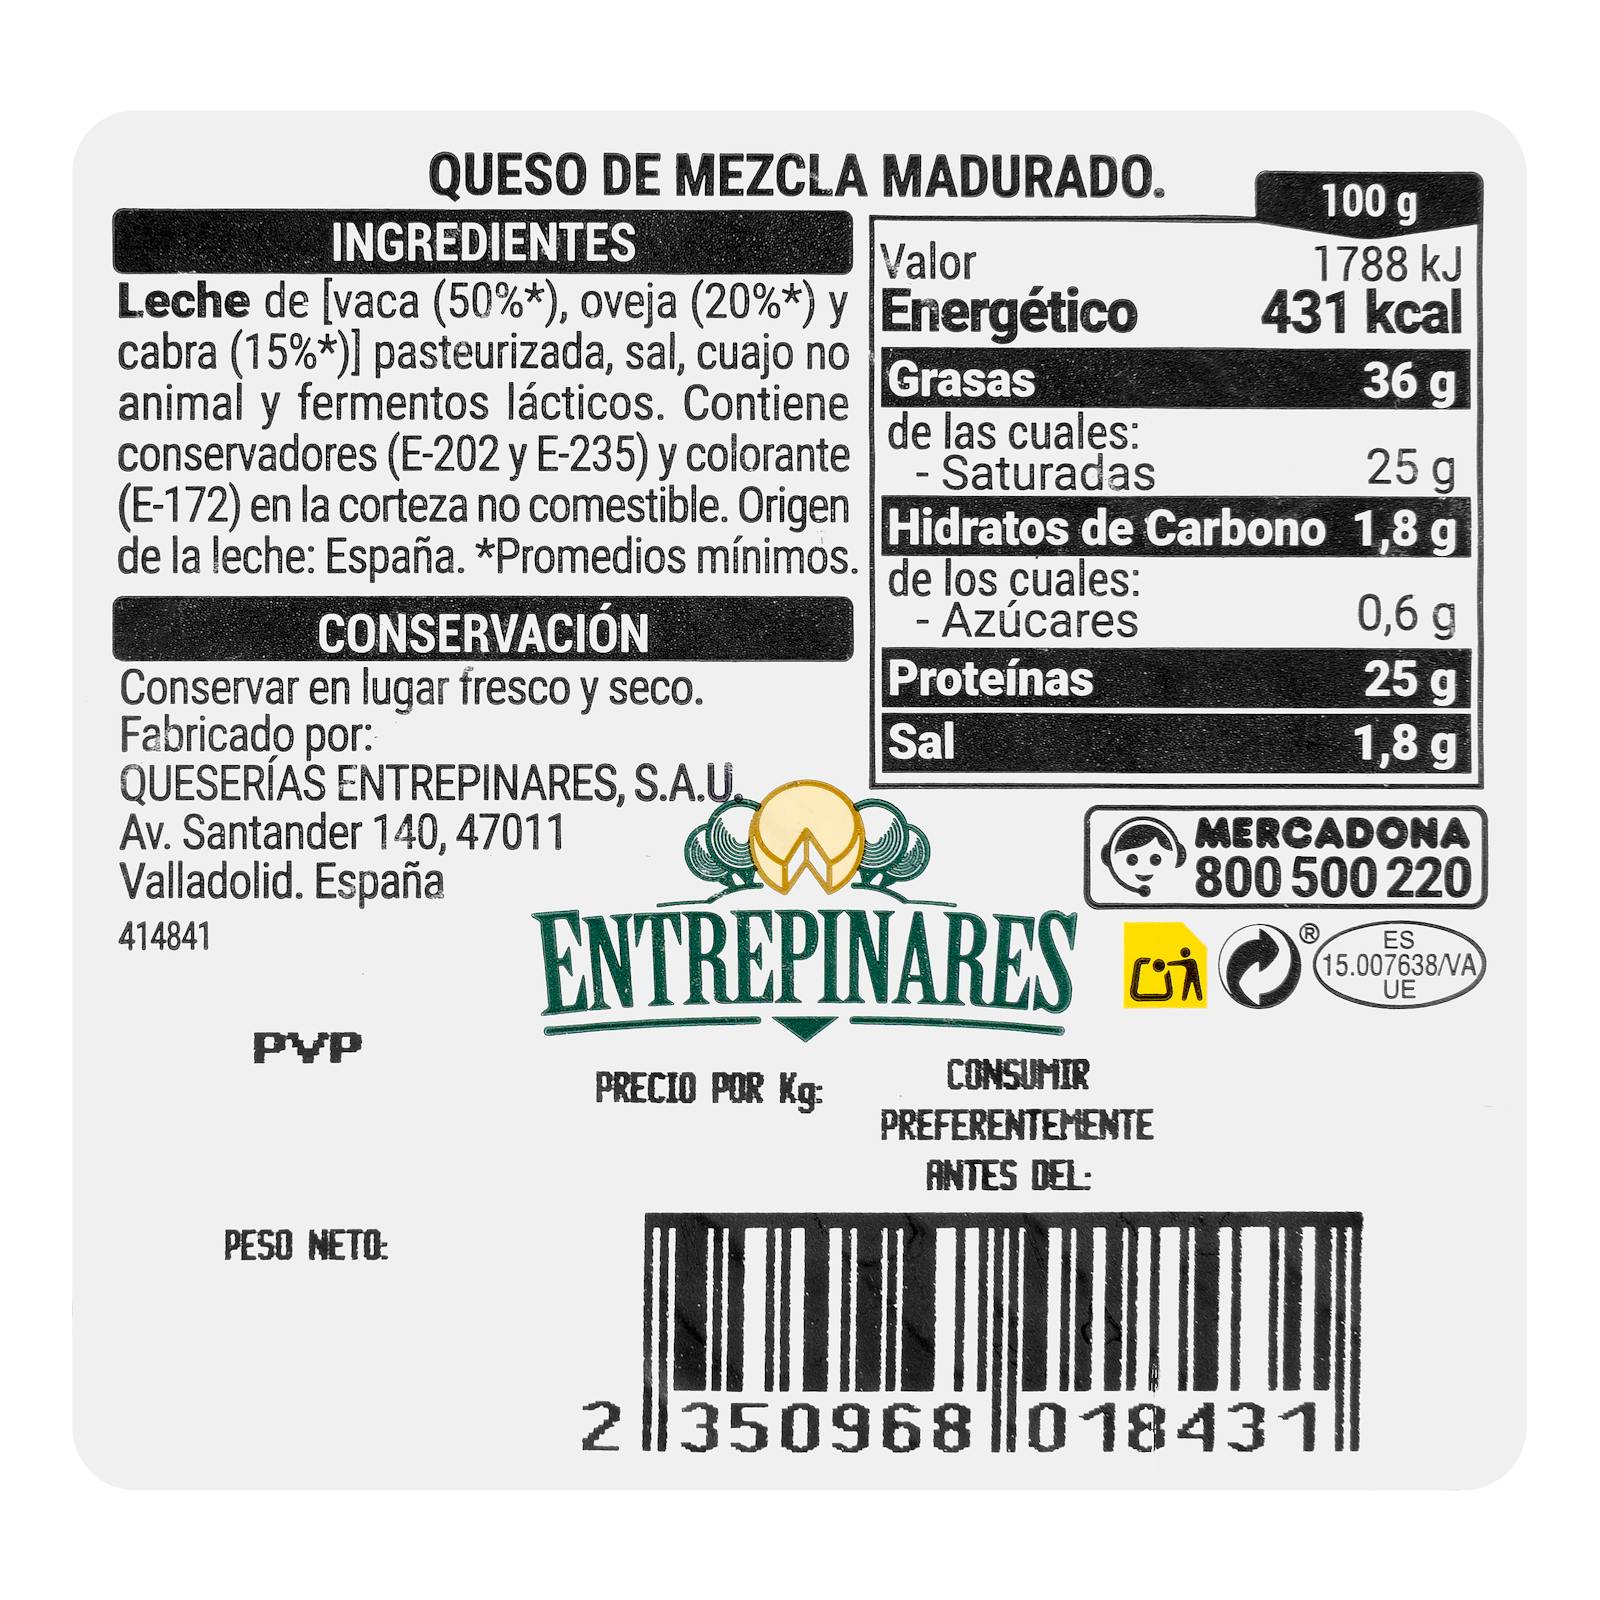 QUESO DE MEZCLA MADURADO.
INGREDIENTES
Leche de [vaca (50%*), oveja (20%*) y
cabra (15%*)] pasteurizada, sal, cuajo no
animal y fermentos lácticos. Contiene
conservadores (E-202 y E-235) y colorante
(E-172) en la corteza no comestible. Origen
de la leche: España. *Promedios mínimos.
CONSERVACIÓN
Conservar en lugar fresco y seco.
Fabricado por:
QUESERÍAS ENTREPINARES, S.A.U.
Av. Santander 140, 47011
Valladolid. España
414841
100 g
Valor 1788 kJ
Energético 431 kcal
Grasas 36 g
de las cuales:
- Saturadas 25 g
Hidratos de Carbono 1,8 g
de los cuales:
- Azúcares 0,6 g
Proteínas 25 g
Sal 1,8 g
MERCADONA
800 500 220
ENTREPINARES
®
ES
15.007638/VA
UE
PVP
PRECIO POR Kg:
CONSUMIR
PREFERENTEMENTE
ANTES DEL:
PESO NETO:
2 350968 018431